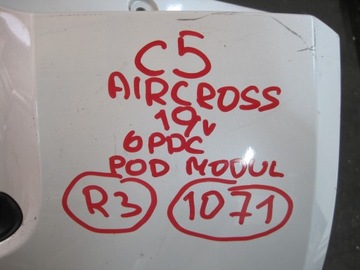 C5
AIRCROSS
19v
6PDC
POD MODUL
R3 1071